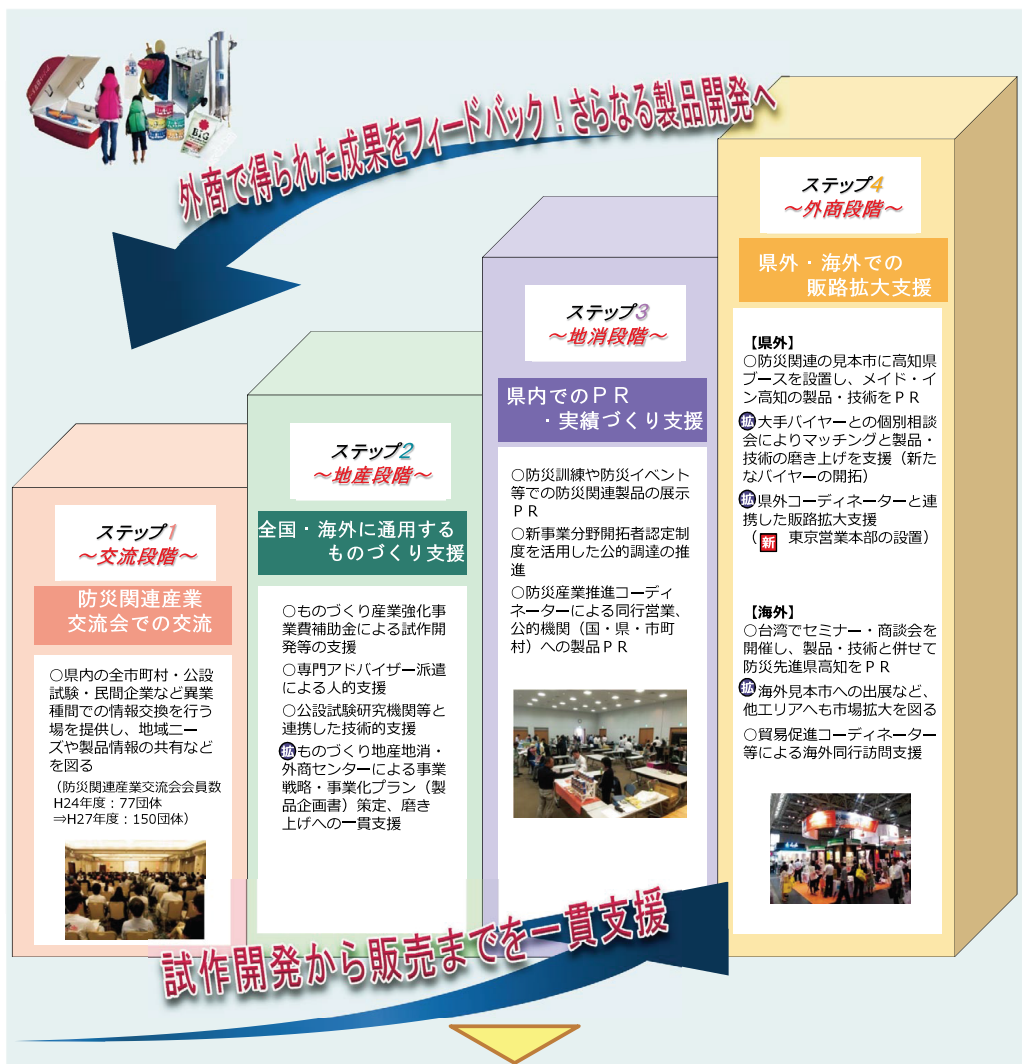 外商で得られた成果をフィードバック！さらなる製品開発へ
ステップ1
～交流段階～
防災関連産業
交流会での交流
○県内の全市町村・公設
試験・民間企業など異業
種間での情報交換を行う
場を提供し、地域ニー
ズや製品情報の共有など
を図る
（防災関連産業交流会会員数
H24年度：77団体
⇒H27年度：150団体）
ステップ2
～地産段階～
全国・海外に通用する
ものづくり支援
○ものづくり産業強化事
業費補助金による試作開
発等の支援
○専門アドバイザー派遣
による人的支援
○公設試験研究機関等と
連携した技術的支援
拡ものづくり地産地消・
外商センターによる事業
戦略・事業化プラン（製
品企画書）策定、磨き
上げへの一貫支援
ステップ3
～地消段階～
県内でのＰＲ
・実績づくり支援
○防災訓練や防災イベント
等での防災関連製品の展示
ＰＲ
○新事業分野開拓者認定制
度を活用した公的調達の推
進
○防災産業推進コーディ
ネーターによる同行営業、
公的機関（国・県・市町
村）への製品ＰＲ
ステップ4
～外商段階～
県外・海外での
販路拡大支援
【県外】
○防災関連の見本市に高知県
ブースを設置し、メイド・イ
ン高知の製品・技術をＰＲ
拡大手バイヤーとの個別相談
会によりマッチングと製品・
技術の磨き上げを支援（新た
なバイヤーの開拓）
拡県外コーディネーターと連
携した販路拡大支援
（新 東京営業本部の設置）
【海外】
○台湾でセミナー・商談会を
開催し、製品・技術と併せて
防災先進県高知をＰＲ
拡海外見本市への出展など、
他エリアへも市場拡大を図る
○貿易促進コーディネーター
等による海外同行訪問支援
試作開発から販売までを一貫支援